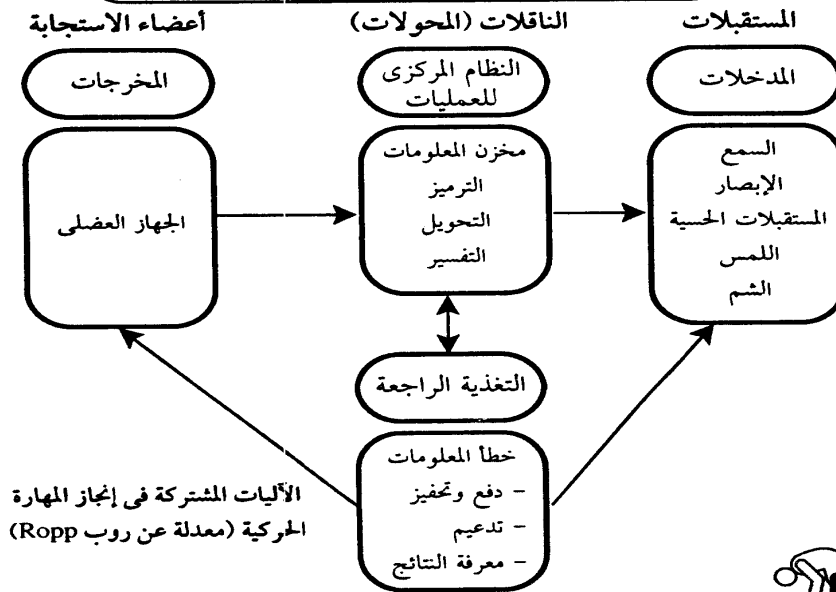 المستقبلات
الناقلات (المحولات)
أعضاء الاستجابة
المدخلات
النظام المركزى
للعمليات
المخرجات
السمع
الإبصار
المستقبلات الحسية
اللمس
الشم
مخزن المعلومات
الترميز
التحويل
التفسير
الجهاز العضلى
التغذية الراجعة
خطأ المعلومات
- دفع وتحفيز
- تدعيم
- معرفة النتائج
الآليات المشتركة فى إنجاز المهارة
الحركية (معدلة عن روب Ropp)